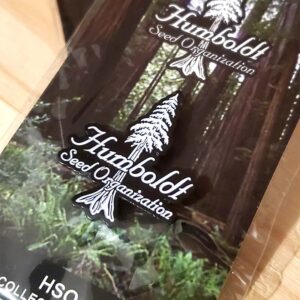 Humboldt
Seed Organization
Humboldt
Seed Organization
HSO